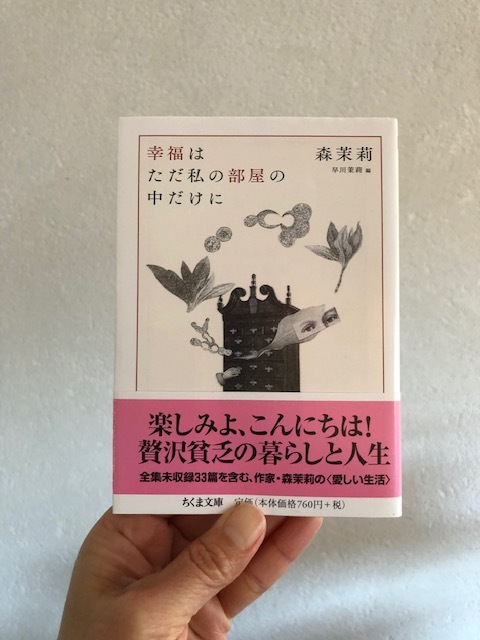 幸福は
ただ私の部屋の
中だけに
森茉莉
早川茉莉 編
楽しみよ、こんにちは!
贅沢貧乏の暮らしと人生
全集未収録33篇を含む、作家・森茉莉の〈愛しい生活〉
ちくま文庫 定価(本体価格760円+税)